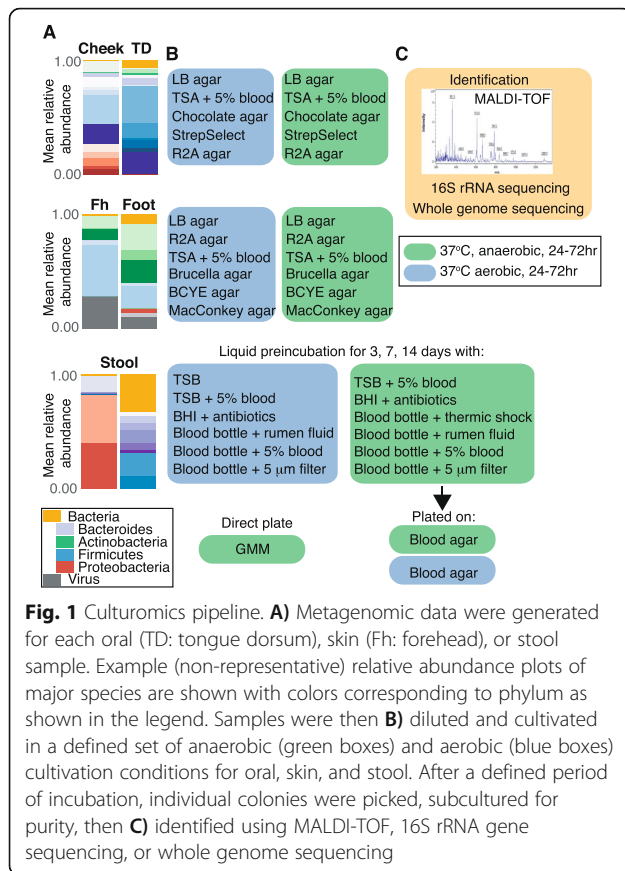 A
Cheek TD
1.00
Mean relative
abundance
0.00
B
LB agar
TSA + 5% blood
Chocolate agar
StrepSelect
R2A agar
LB agar
TSA + 5% blood
Chocolate agar
StrepSelect
R2A agar
C
Identification
MALDI-TOF
16S rRNA sequencing
Whole genome sequencing
37°C, anaerobic, 24-72hr
37°C aerobic, 24-72hr
Fh Foot
1.00
Mean relative
abundance
0.00
LB agar
R2A agar
TSA + 5% blood
Brucella agar
BCYE agar
MacConkey agar
LB agar
R2A agar
TSA + 5% blood
Brucella agar
BCYE agar
MacConkey agar
Stool
1.00
Mean relative
abundance
0.00
Liquid preincubation for 3, 7, 14 days with:
TSB
TSB + 5% blood
BHI + antibiotics
Blood bottle + rumen fluid
Blood bottle + 5% blood
Blood bottle + 5 µm filter
TSB + 5% blood
BHI + antibiotics
Blood bottle + thermic shock
Blood bottle + rumen fluid
Blood bottle + 5% blood
Blood bottle + 5 µm filter
Bacteria
Bacteroides
Actinobacteria
Firmicutes
Proteobacteria
Virus
Direct plate
GMM
Plated on:
Blood agar
Blood agar
Fig. 1 Culturomics pipeline. A) Metagenomic data were generated
for each oral (TD: tongue dorsum), skin (Fh: forehead), or stool
sample. Example (non-representative) relative abundance plots of
major species are shown with colors corresponding to phylum as
shown in the legend. Samples were then B) diluted and cultivated
in a defined set of anaerobic (green boxes) and aerobic (blue boxes)
cultivation conditions for oral, skin, and stool. After a defined period
of incubation, individual colonies were picked, subcultured for
purity, then C) identified using MALDI-TOF, 16S rRNA gene
sequencing, or whole genome sequencing